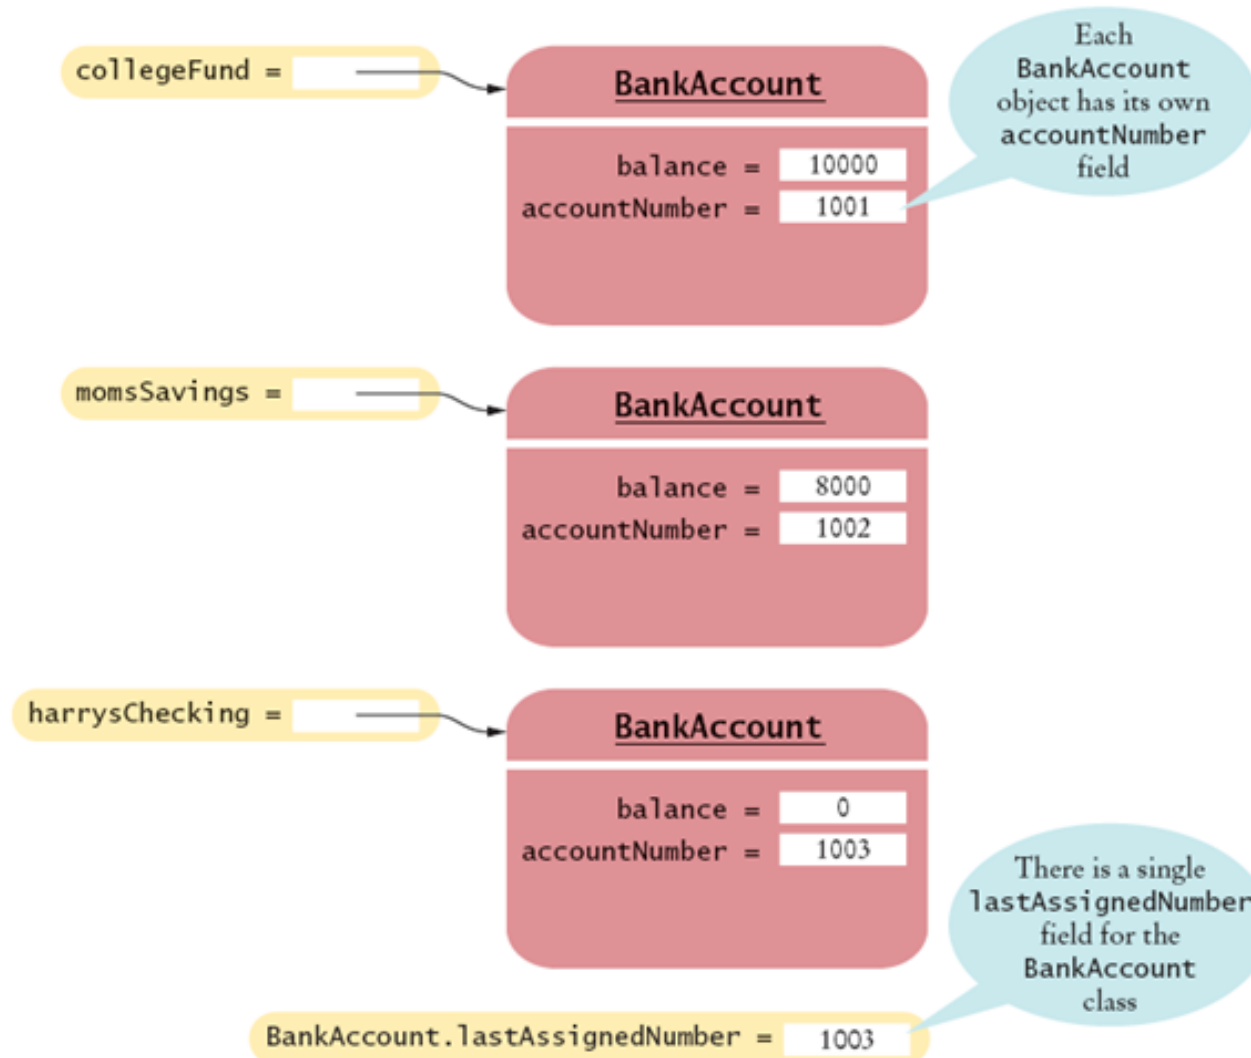 collegeFund =
BankAccount
balance = 10000
accountNumber = 1001
Each
BankAccount
object has its own
accountNumber
field
momsSavings =
BankAccount
balance = 8000
accountNumber = 1002
harrysChecking =
BankAccount
balance = 0
accountNumber = 1003
There is a single
lastAssignedNumber
field for the
BankAccount
class
BankAccount.lastAssignedNumber = 1003